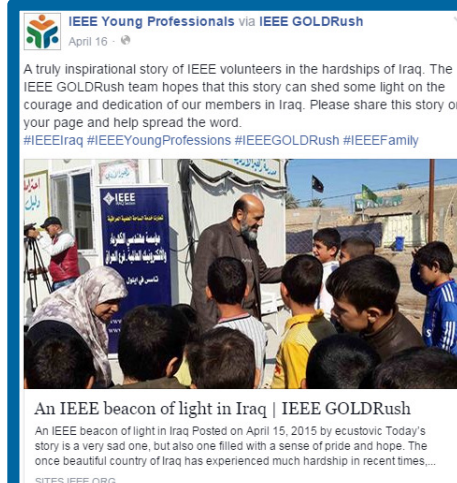 IEEE Young Professionals via IEEE GOLDRush
April 16
A truly inspirational story of IEEE volunteers in the hardships of Iraq. The
IEEE GOLDRush team hopes that this story can shed some light on the
courage and dedication of our members in Iraq. Please share this story on
your page and help spread the word.
#IEEEIraq #IEEEYoungProfessions #IEEEGOLDRush #IEEEFamily
IEEE
مؤسسة مهندسي الكهرباء
An IEEE beacon of light in Iraq | IEEE GOLDRush
An IEEE beacon of light in Iraq Posted on April 15, 2015 by ecustovic Today's
story is a very sad one, but also one filled with a sense of pride and hope. The
once beautiful country of Iraq has experienced much hardship in recent times,...
SITES.IEEE.ORG